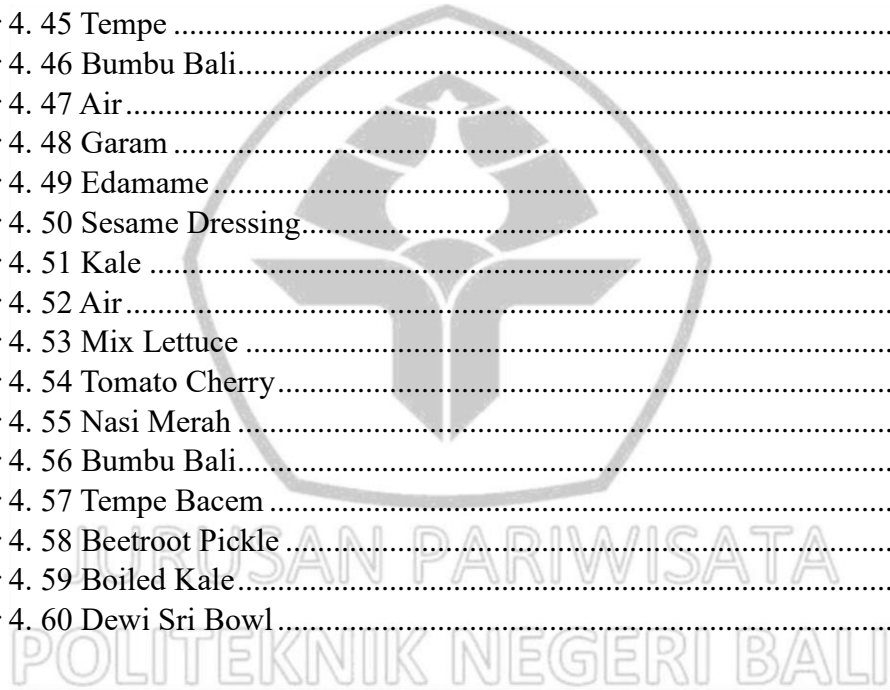 4. 45 Tempe ....................................................................................
4. 46 Bumbu Bali............................................................................
4. 47 Air ..........................................................................................
4. 48 Garam ....................................................................................
4. 49 Edamame ...............................................................................
4. 50 Sesame Dressing....................................................................
4. 51 Kale .......................................................................................
4. 52 Air ..........................................................................................
4. 53 Mix Lettuce ...........................................................................
4. 54 Tomato Cherry.......................................................................
4. 55 Nasi Merah ............................................................................
4. 56 Bumbu Bali............................................................................
4. 57 Tempe Bacem ........................................................................
4. 58 Beetroot Pickle ......................................................................
JURUSAN PARIWISATA
4. 59 Boiled Kale............................................................................
4. 60 Dewi Sri Bowl .......................................................................
POLITEKNIK NEGERI BALI